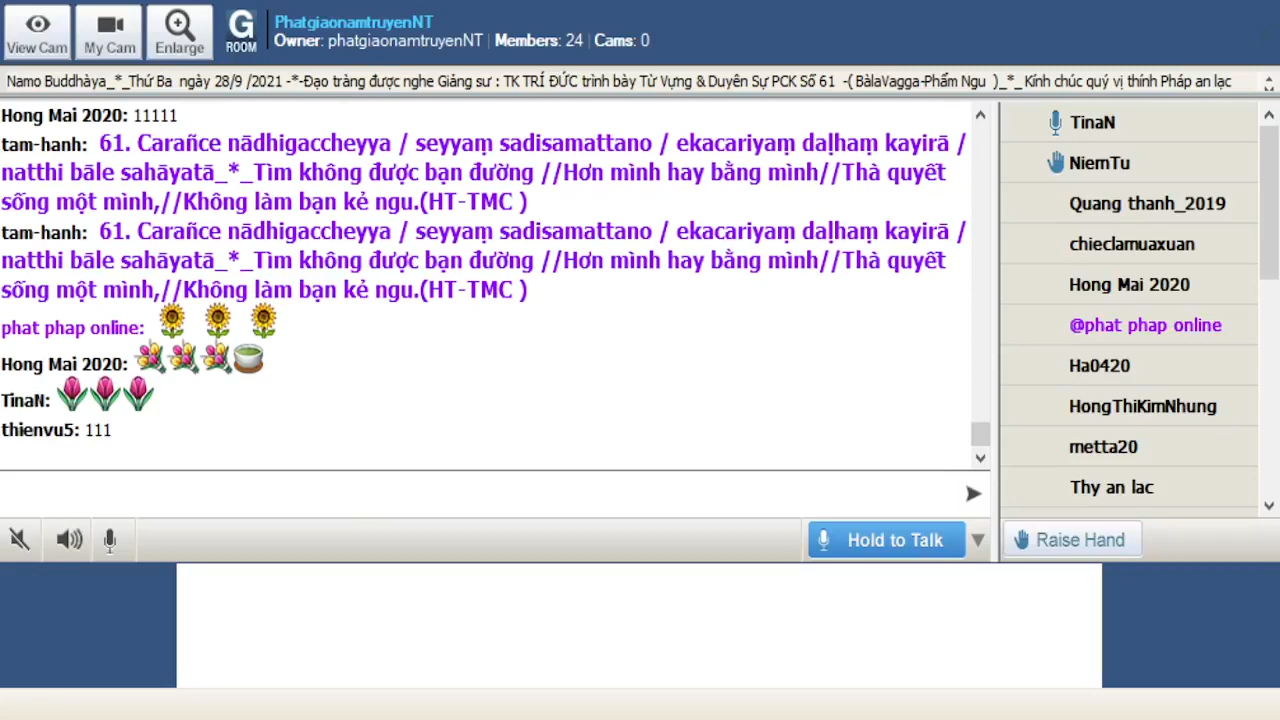 View Cam
My Cam
Enlarge
G
ROOM
PhatgiaonamtruyenNT
Owner: phatgiaonamtruyenNT | Members: 24 | Cams: 0
Namo Buddhàya_*_Thứ Ba ngày 28/9 /2021 -*-Đạo tràng được nghe Giảng sư : TK TRÍ ĐỨC trình bày Từ Vựng & Duyên Sự PCK Số 61 -( BàlaVagga-Phẩm Ngu )_*_ Kính chúc quý vị thính Pháp an lạc
Hong Mai 2020: 11111
tam-hanh: 61. Carañce nādhigaccheyya / seyyaṃ sadisamattano / ekacariyaṃ daḷhaṃ kayirā /
natthi bāle sahāyatā_*_Tìm không được bạn đường //Hơn mình hay bằng mình//Thà quyết
sống một mình,//Không làm bạn kẻ ngu.(HT-TMC )
tam-hanh: 61. Carañce nādhigaccheyya / seyyaṃ sadisamattano / ekacariyaṃ daḷhaṃ kayirā /
natthi bāle sahāyatā_*_Tìm không được bạn đường //Hơn mình hay bằng mình//Thà quyết
sống một mình,//Không làm bạn kẻ ngu.(HT-TMC )
phat phap online:
Hong Mai 2020:
TinaN:
thienvu5: 111
TinaN
NiemTu
Quang thanh_2019
chieclamuaxuan
Hong Mai 2020
@phat phap online
Ha0420
HongThiKimNhung
metta20
Thy an lac
Hold to Talk
Raise Hand